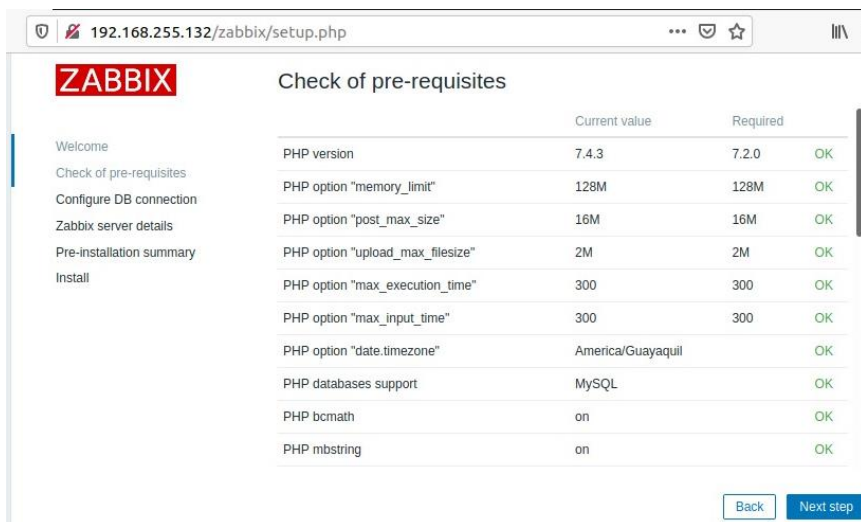 192.168.255.132/zabbix/setup.php
ZABBIX
Check of pre-requisites
Welcome
Check of pre-requisites
Configure DB connection
Zabbix server details
Pre-installation summary
Install
Current value Required
PHP version 7.4.3 7.2.0 OK
PHP option "memory_limit" 128M 128M OK
PHP option "post_max_size" 16M 16M OK
PHP option "upload_max_filesize" 2M 2M OK
PHP option "max_execution_time" 300 300 OK
PHP option "max_input_time" 300 300 OK
PHP option "date.timezone" America/Guayaquil OK
PHP databases support MySQL OK
PHP bcmath on OK
PHP mbstring on OK
Back Next step